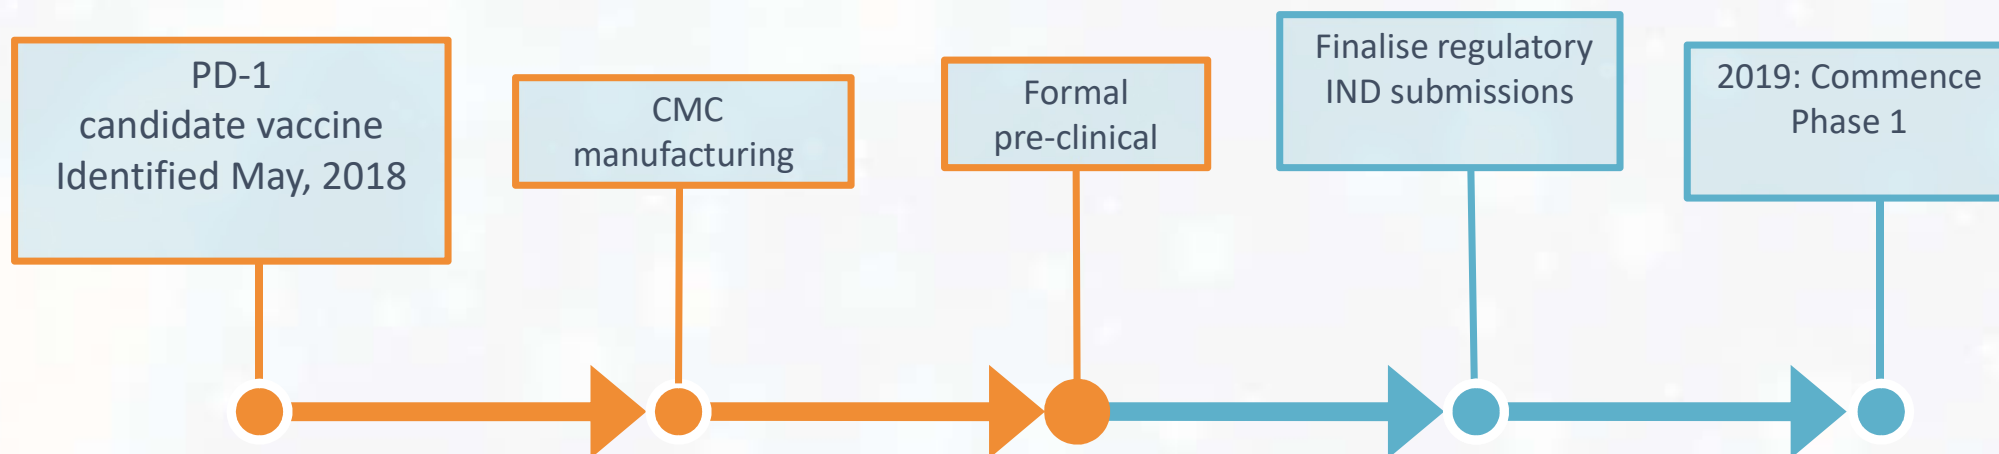 PD-1
candidate vaccine
Identified May, 2018
CMC
manufacturing
Formal
pre-clinical
Finalise regulatory
IND submissions
2019: Commence
Phase 1